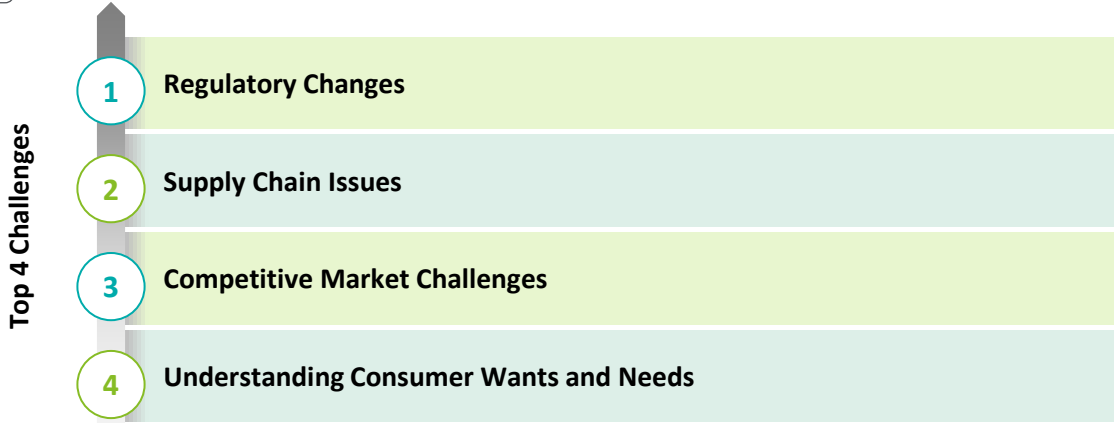 Top 4 Challenges
1 Regulatory Changes
2 Supply Chain Issues
3 Competitive Market Challenges
4 Understanding Consumer Wants and Needs